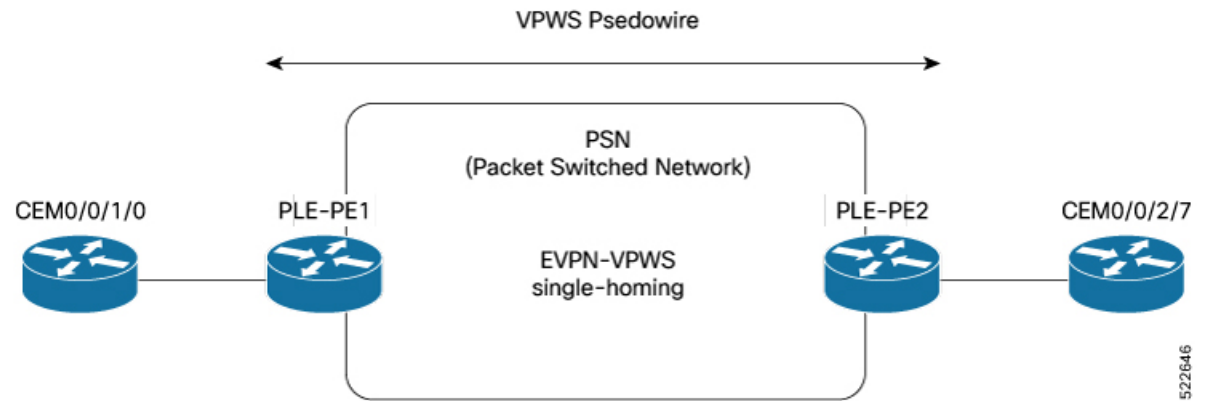 VPWS Psedowire
PSN
(Packet Switched Network)
CEM0/0/1/0
PLE-PE1
PLE-PE2
CEM0/0/2/7
EVPN-VPWS
single-homing
522646